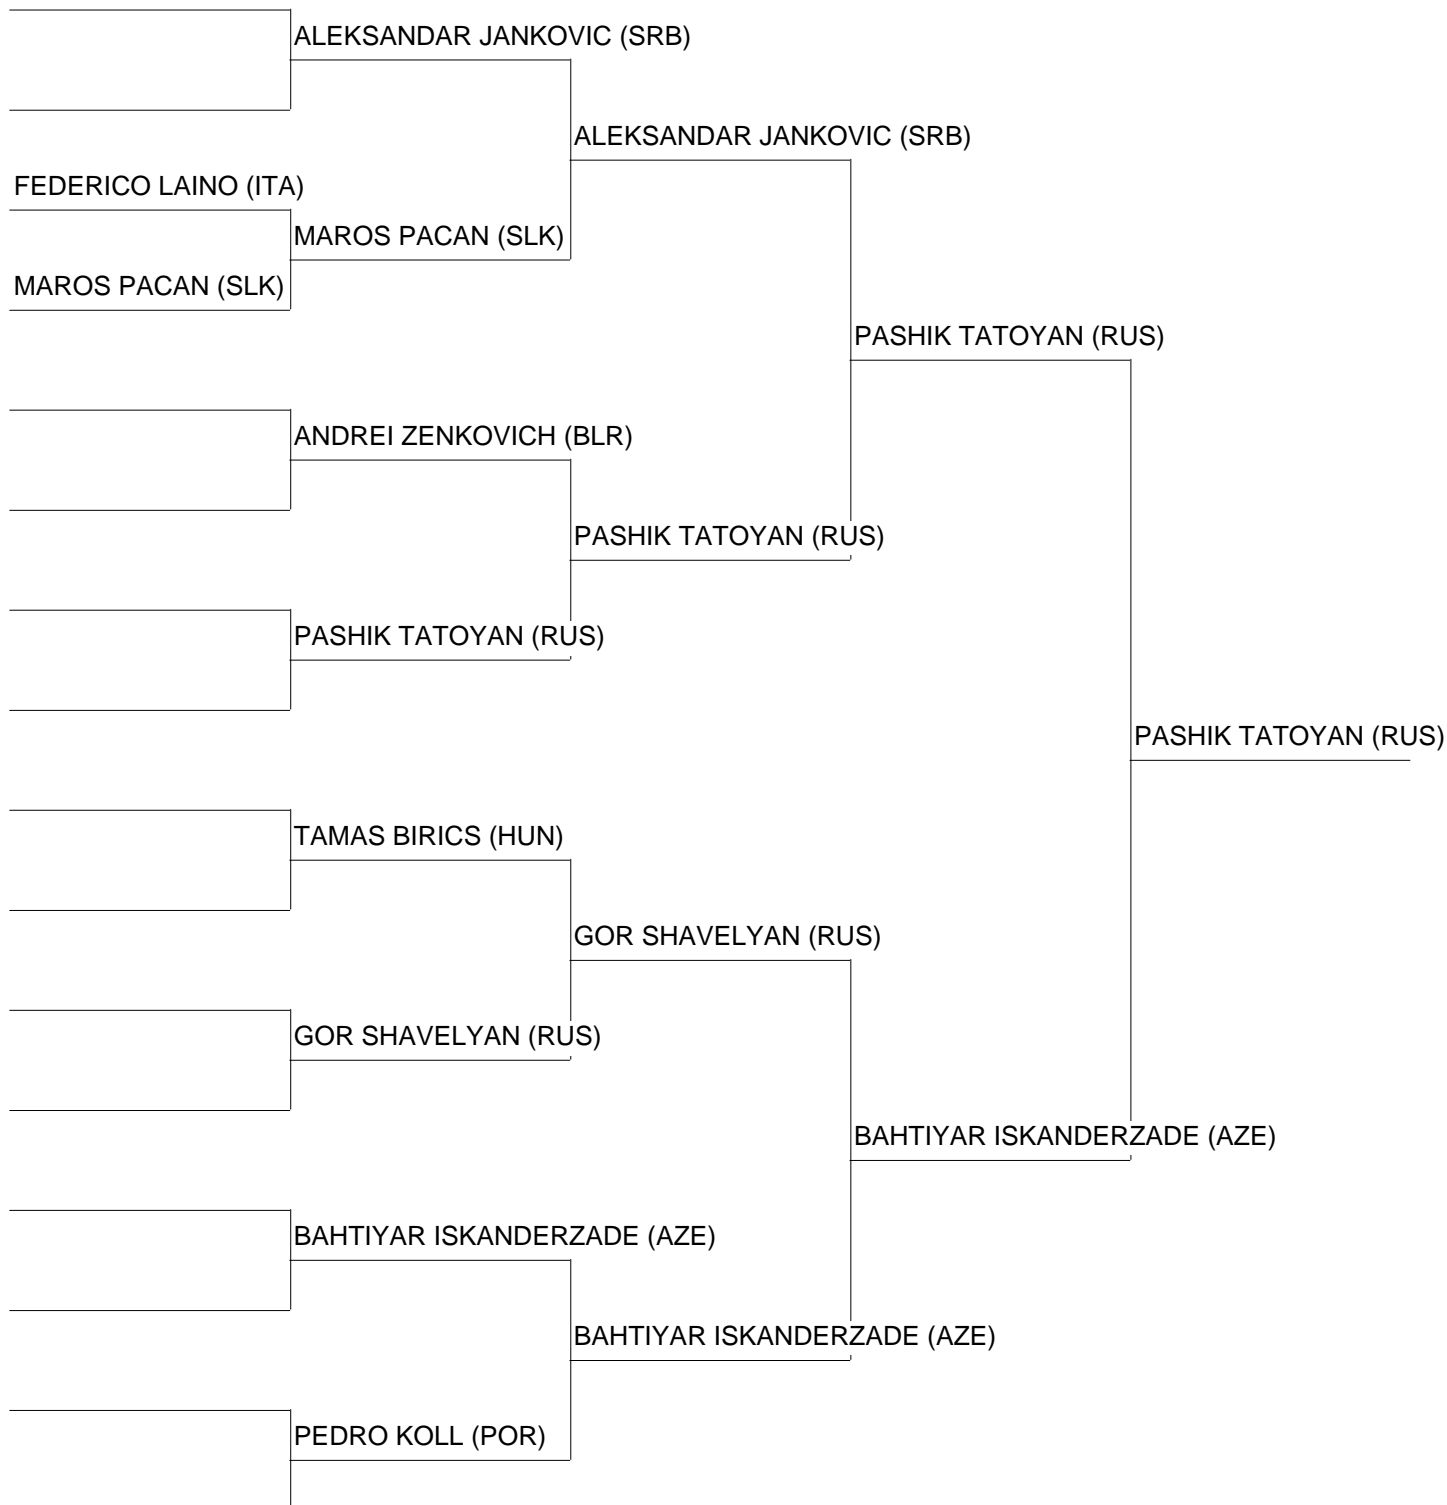 ALEKSANDAR JANKOVIC (SRB)
ALEKSANDAR JANKOVIC (SRB)
FEDERICO LAINO (ITA)
MAROS PACAN (SLK)
MAROS PACAN (SLK)
PASHIK TATOYAN (RUS)
ANDREI ZENKOVICH (BLR)
PASHIK TATOYAN (RUS)
PASHIK TATOYAN (RUS)
PASHIK TATOYAN (RUS)
TAMAS BIRICS (HUN)
GOR SHAVELYAN (RUS)
GOR SHAVELYAN (RUS)
BAHTIYAR ISKANDERZADE (AZE)
BAHTIYAR ISKANDERZADE (AZE)
BAHTIYAR ISKANDERZADE (AZE)
PEDRO KOLL (POR)